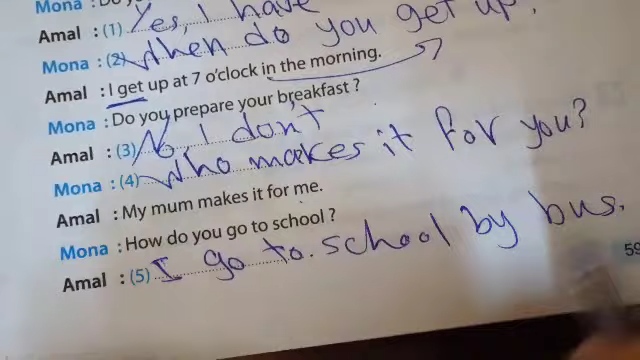 Mona : Do
Amal : (1) Yes, I have
Mona : (2) When do you get up?
Amal : I get up at 7 o'clock in the morning.
Mona : Do you prepare your breakfast ?
Amal : (3) No, I don't
Mona : (4) Who makes it for you?
Amal : My mum makes it for me.
Mona : How do you go to school ?
Amal : (5) I go to school by bus.
59